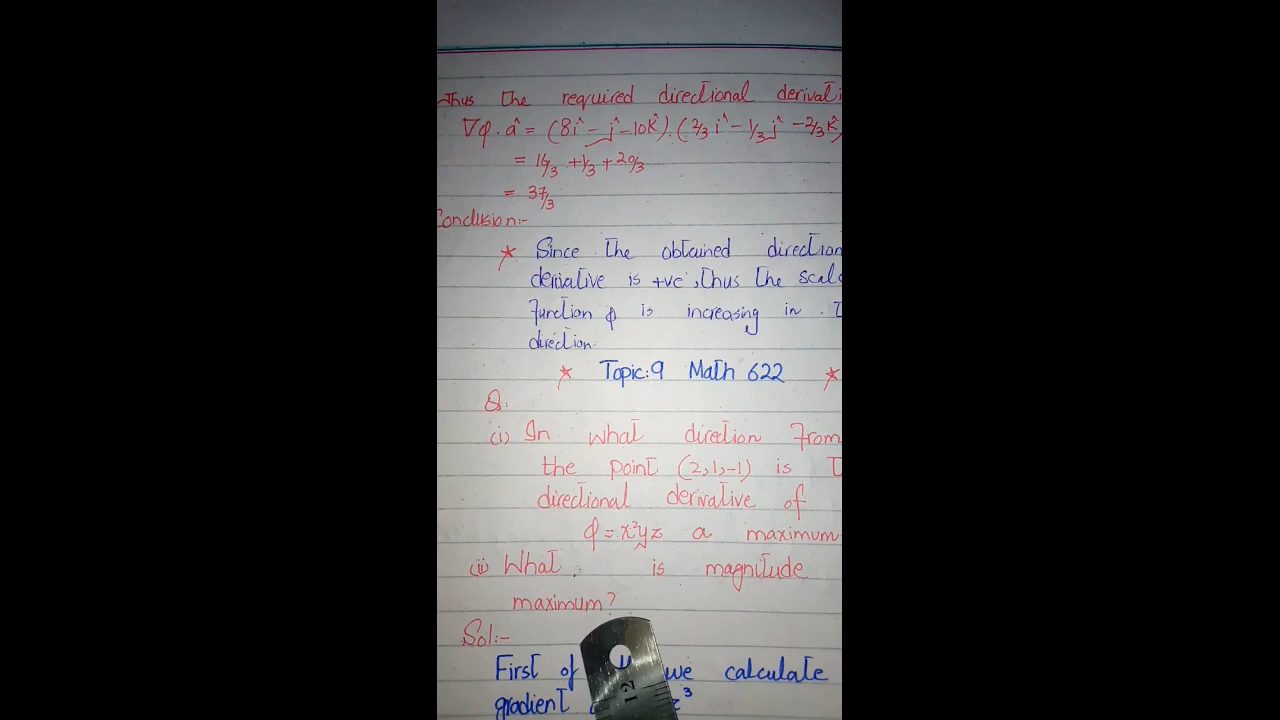 Thus the required directional derivati
∇φ.â = (8î - ĵ - 10k̂).(2/3 î - 1/3 ĵ - 2/3 k̂)
= 16/3 + 1/3 + 20/3
= 37/3
Conclusion:-
* Since the obtained direction
derivative is +ve, Thus the scala
Function φ is increasing in . t
direction.
* Topic:9 Math 622 *
Q.
(i) In what direction from
the point (2,1,-1) is t
directional derivative of
φ = x²yz a maximum
(ii) What is magnitude
maximum?
Sol:-
First of we calculate
gradient z³
12